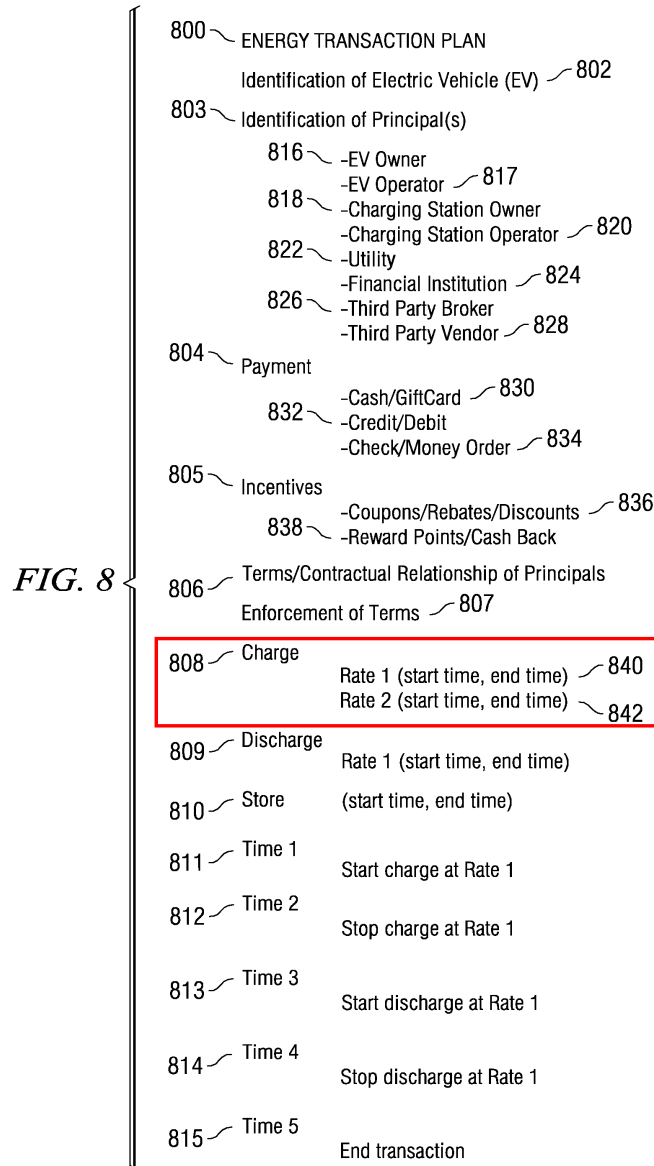 800 ENERGY TRANSACTION PLAN
Identification of Electric Vehicle (EV) 802
803 Identification of Principal(s)
816 -EV Owner
-EV Operator 817
818 -Charging Station Owner
-Charging Station Operator 820
822 -Utility
-Financial Institution 824
826 -Third Party Broker
-Third Party Vendor 828
804 Payment
-Cash/GiftCard 830
832 -Credit/Debit
-Check/Money Order 834
805 Incentives
-Coupons/Rebates/Discounts 836
838 -Reward Points/Cash Back
FIG. 8
806 Terms/Contractual Relationship of Principals
Enforcement of Terms 807
808 Charge
Rate 1 (start time, end time) 840
Rate 2 (start time, end time) 842
809 Discharge
Rate 1 (start time, end time)
810 Store (start time, end time)
811 Time 1
Start charge at Rate 1
812 Time 2
Stop charge at Rate 1
813 Time 3
Start discharge at Rate 1
814 Time 4
Stop discharge at Rate 1
815 Time 5
End transaction